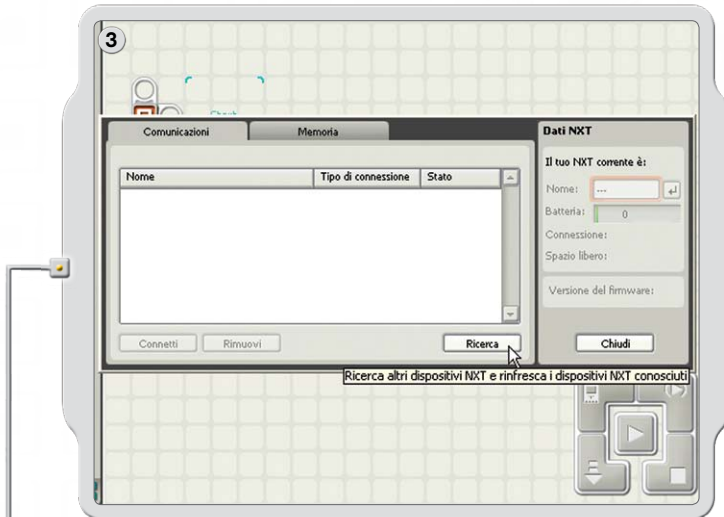 3
Comunicazioni
Memoria
Nome
Tipo di connessione
Stato
Connetti
Rimuovi
Ricerca
Dati NXT
Il tuo NXT corrente è:
Nome: ---
Batteria: 0
Connessione:
Spazio libero:
Versione del firmware:
Chiudi
Ricerca altri dispositivi NXT e rinfresca i dispositivi NXT conosciuti